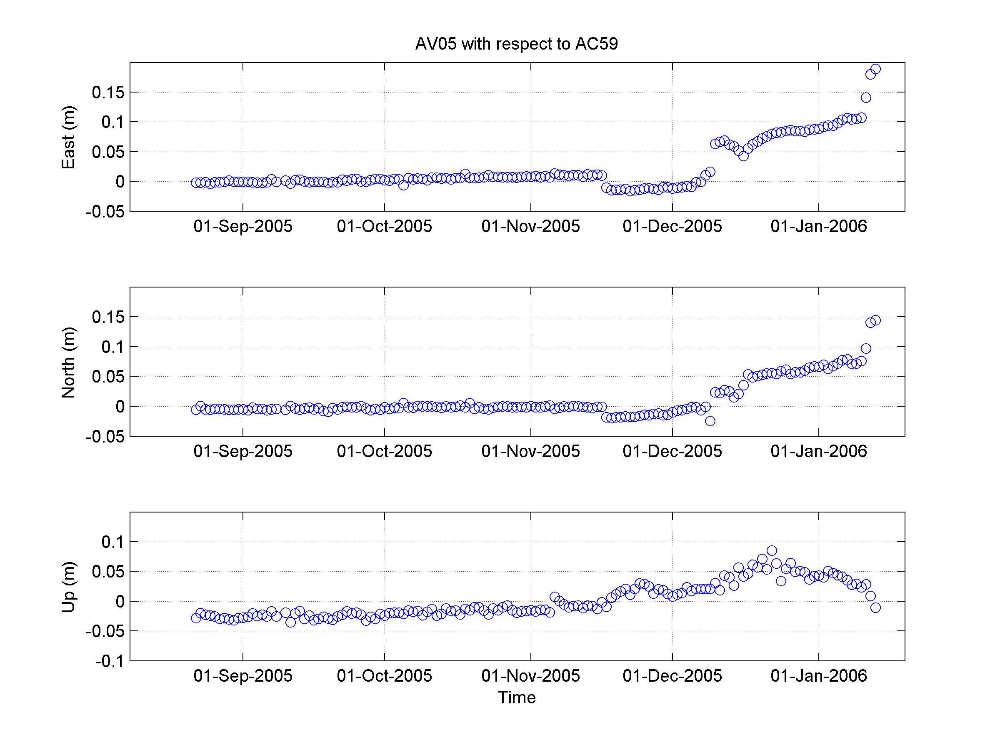 AV05 with respect to AC59
East (m)
0.15
0.1
0.05
0
-0.05
01-Sep-2005 01-Oct-2005 01-Nov-2005 01-Dec-2005 01-Jan-2006
North (m)
0.15
0.1
0.05
0
-0.05
01-Sep-2005 01-Oct-2005 01-Nov-2005 01-Dec-2005 01-Jan-2006
Up (m)
0.1
0.05
0
-0.05
-0.1
01-Sep-2005 01-Oct-2005 01-Nov-2005 01-Dec-2005 01-Jan-2006
Time